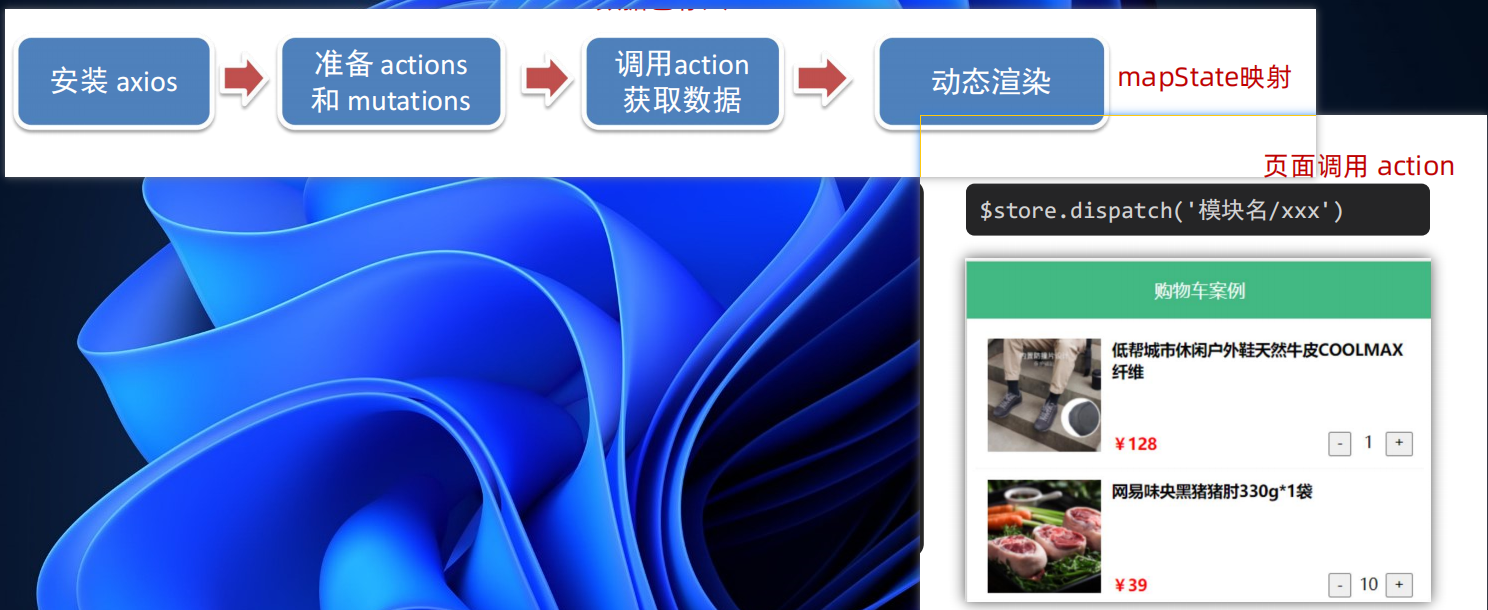 安装 axios
准备 actions
和 mutations
调用action
获取数据
动态渲染
mapState映射
页面调用 action
$store.dispatch('模块名/xxx')
购物车案例
低帮城市休闲户外鞋天然牛皮COOLMAX
纤维
¥128
- 1 +
网易味央黑猪猪肘330g*1袋
¥39
- 10 +